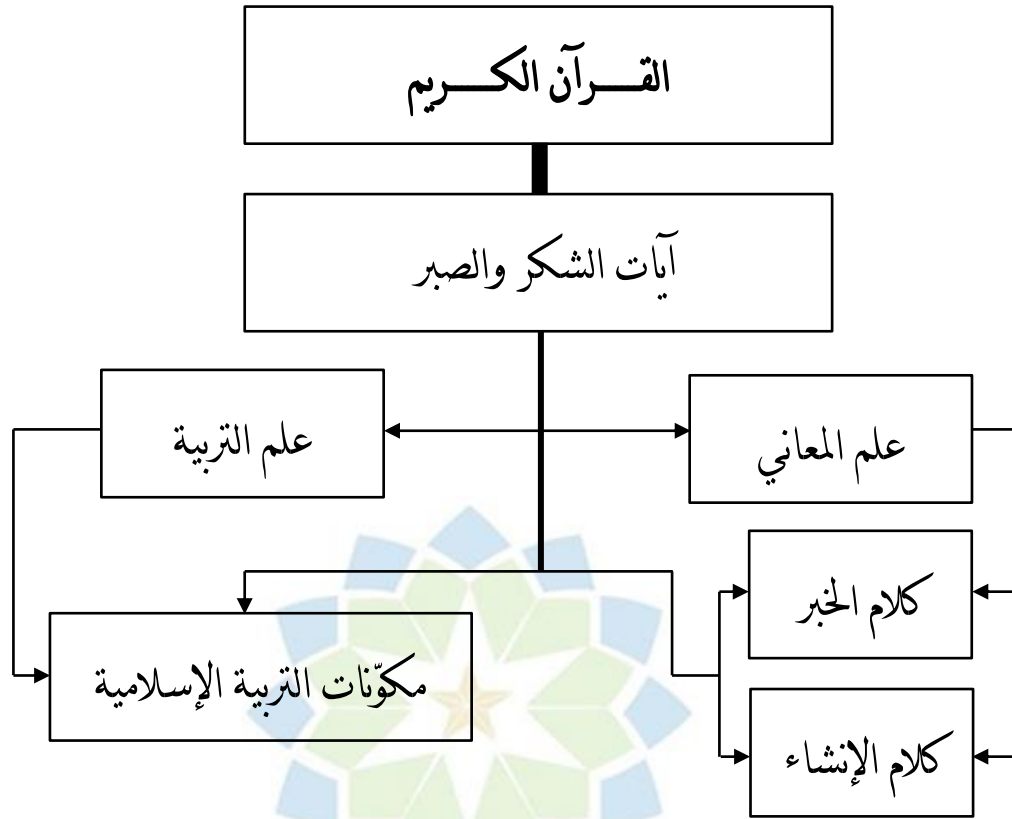 القـــرآن الكـــريم
آيات الشكر والصبر
علم المعاني
علم التربية
كلام الخبر
مكوّنات التربية الإسلامية
كلام الإنشاء